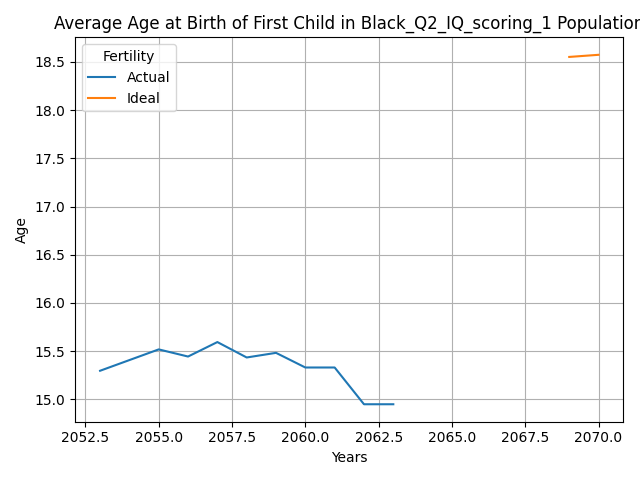 Average Age at Birth of First Child in Black_Q2_IQ_scoring_1 Population
Fertility
Actual
Ideal
Age
18.5
18.0
17.5
17.0
16.5
16.0
15.5
15.0
2052.5 2055.0 2057.5 2060.0 2062.5 2065.0 2067.5 2070.0
Years